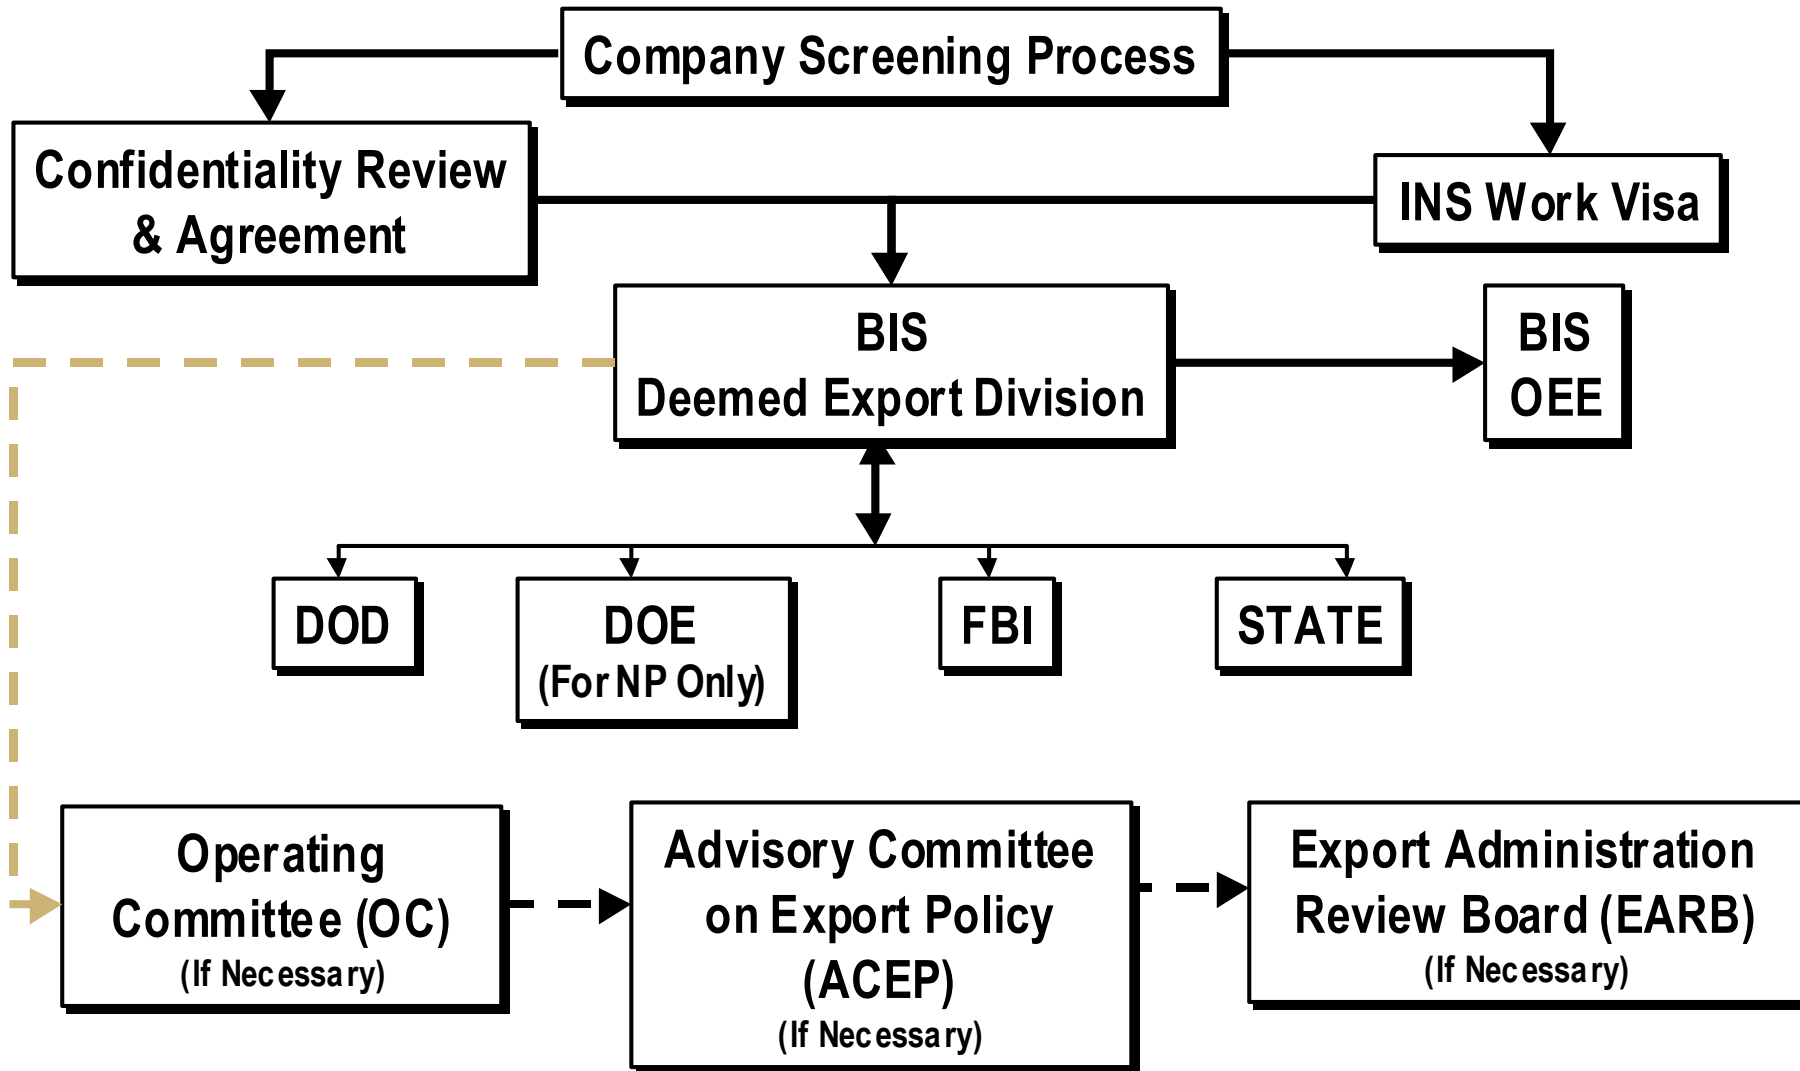 Company Screening Process
Confidentiality Review
& Agreement
INS Work Visa
BIS
Deemed Export Division
BIS
OEE
DOD
DOE
(For NP Only)
FBI
STATE
Operating
Committee (OC)
(If Necessary)
Advisory Committee
on Export Policy
(ACEP)
(If Necessary)
Export Administration
Review Board (EARB)
(If Necessary)